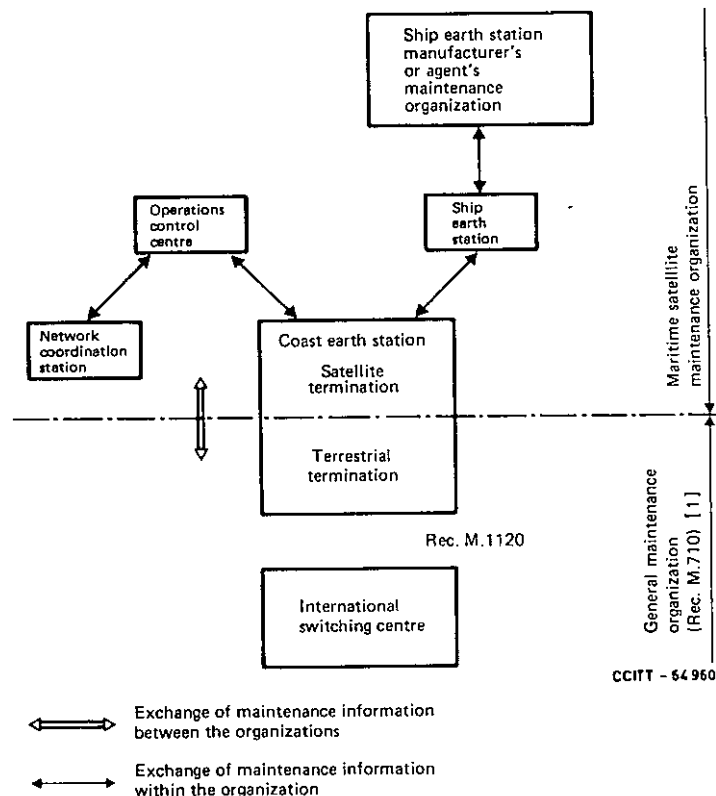 Ship earth station
manufacturer's
or agent's
maintenance
organization
Operations
control
centre
Ship
earth
station
Network
coordination
station
Coast earth station
Satellite
termination
Terrestrial
termination
Rec. M.1120
International
switching centre
Maritime satellite
maintenance organization
General maintenance
organization
(Rec. M.710) [1]
CCITT - 54 960
Exchange of maintenance information
between the organizations
Exchange of maintenance information
within the organization